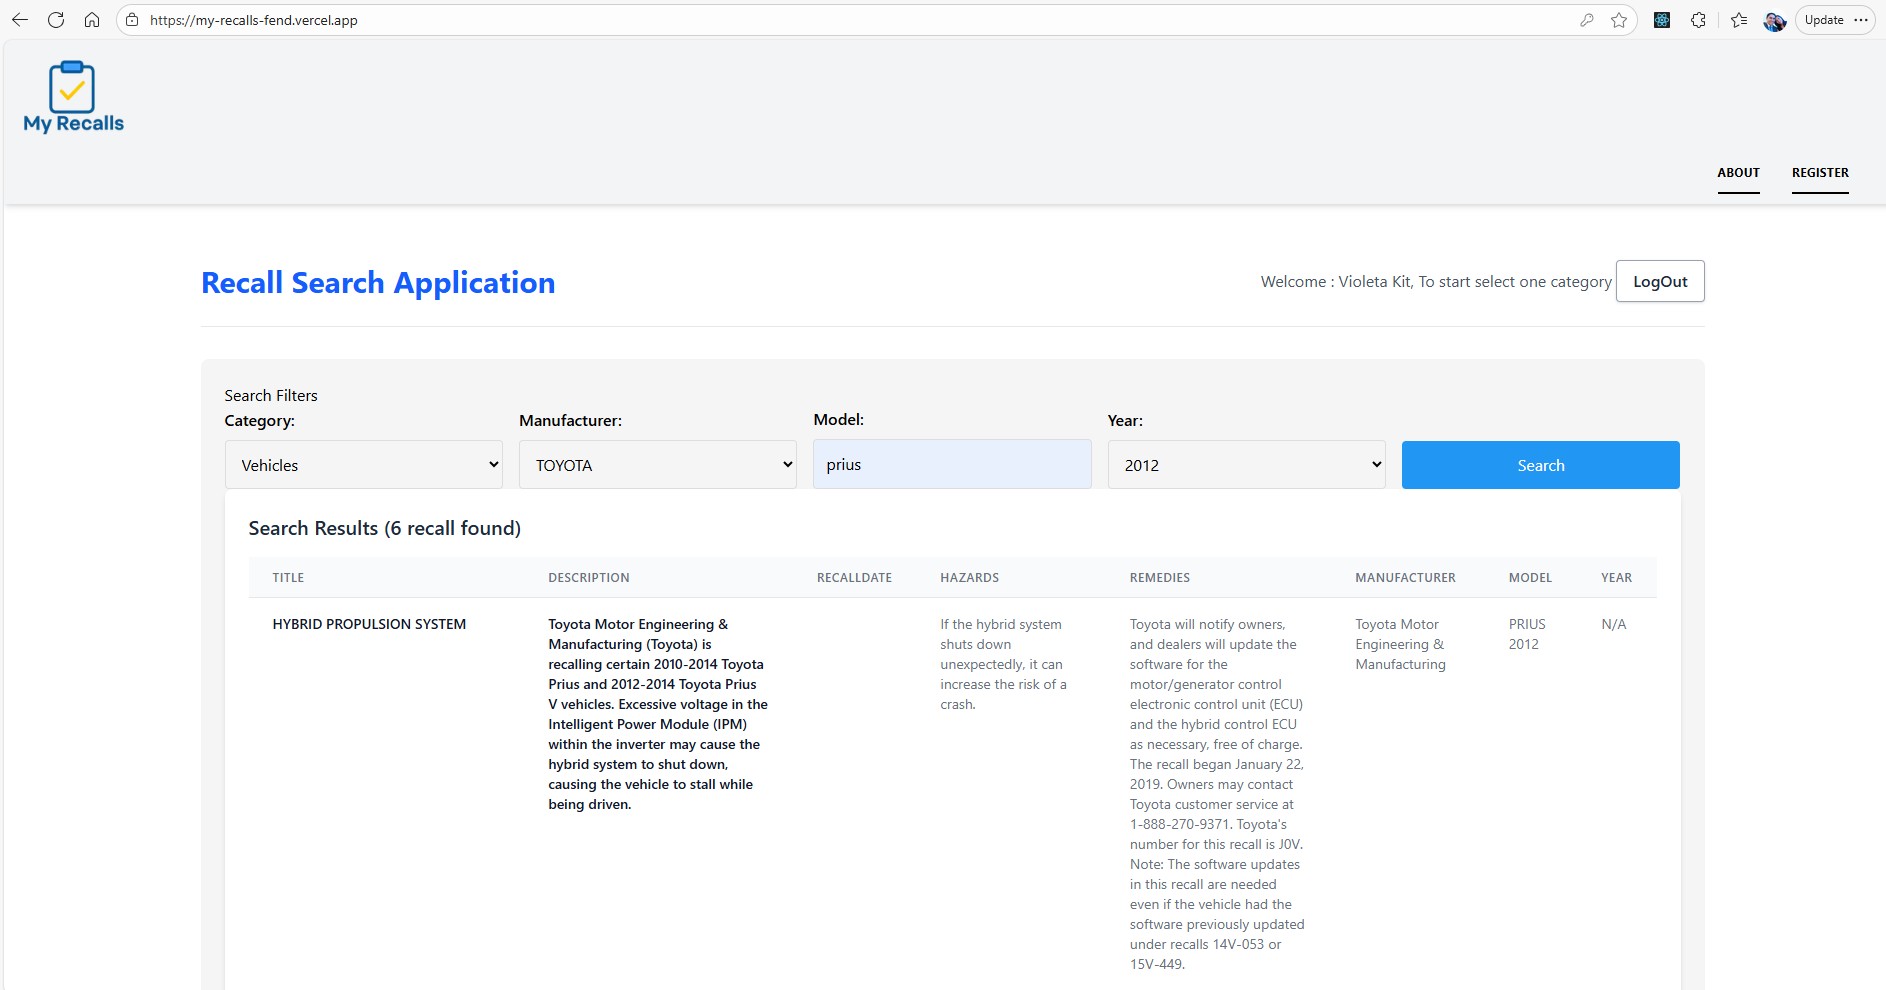 https://my-recalls-fend.vercel.app
Update
My Recalls
ABOUT
REGISTER
Recall Search Application
Welcome : Violeta Kit, To start select one category
LogOut
Search Filters
Category:
Manufacturer:
Model:
Year:
Vehicles
TOYOTA
prius
2012
Search
Search Results (6 recall found)
TITLE
DESCRIPTION
RECALLDATE
HAZARDS
REMEDIES
MANUFACTURER
MODEL
YEAR
HYBRID PROPULSION SYSTEM
Toyota Motor Engineering &
Manufacturing (Toyota) is
recalling certain 2010-2014 Toyota
Prius and 2012-2014 Toyota Prius
V vehicles. Excessive voltage in the
Intelligent Power Module (IPM)
within the inverter may cause the
hybrid system to shut down,
causing the vehicle to stall while
being driven.
If the hybrid system
shuts down
unexpectedly, it can
increase the risk of a
crash.
Toyota will notify owners,
and dealers will update the
software for the
motor/generator control
electronic control unit (ECU)
and the hybrid control ECU
as necessary, free of charge.
The recall began January 22,
2019. Owners may contact
Toyota customer service at
1-888-270-9371. Toyota's
number for this recall is J0V.
Note: The software updates
in this recall are needed
even if the vehicle had the
software previously updated
under recalls 14V-053 or
15V-449.
Toyota Motor
Engineering &
Manufacturing
PRIUS
2012
N/A